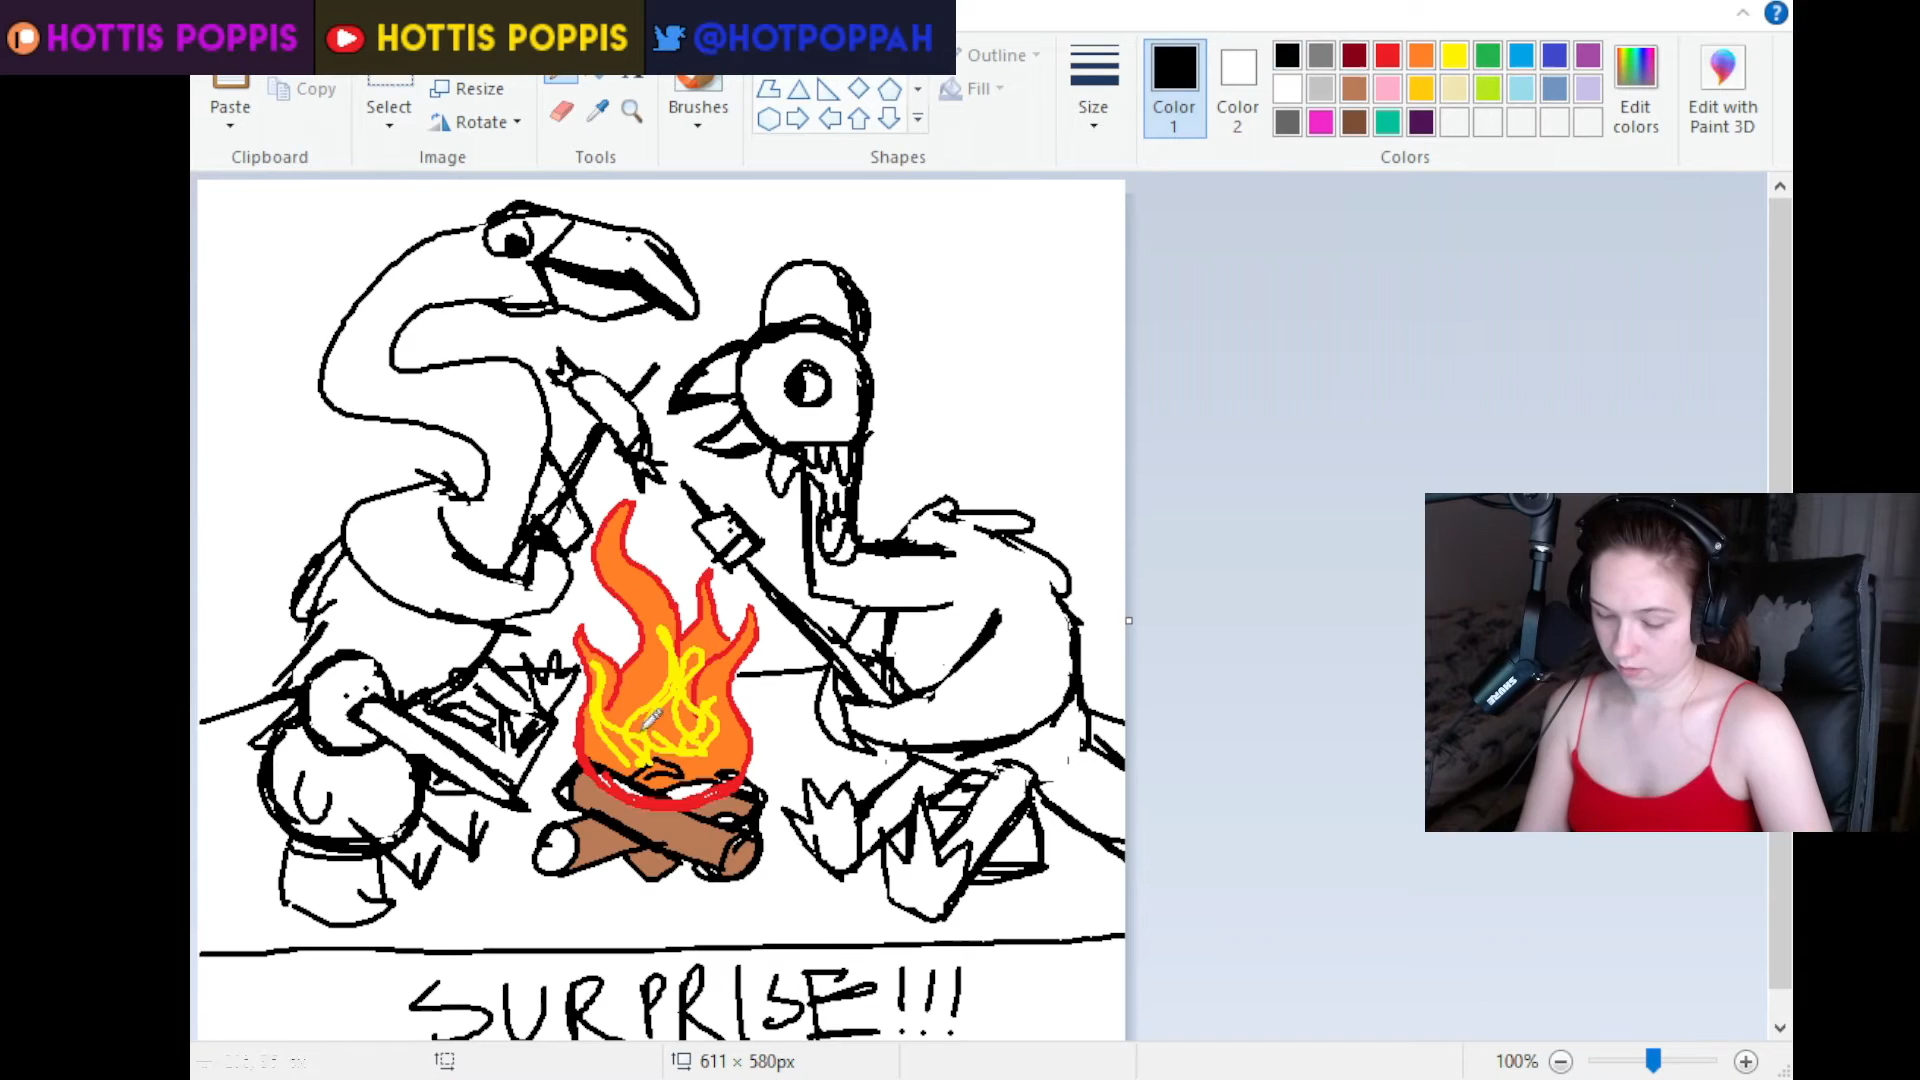 HOTTIS POPPIS
HOTTIS POPPIS
@HOTPOPPAH
Outline
Fill
Paste
Copy
Select
Resize
Rotate
Brushes
Size
Color 1
Color 2
Edit colors
Edit with Paint 3D
Clipboard
Image
Tools
Shapes
Colors
SHURE
SURPRISE!!!
611 × 580px
100%